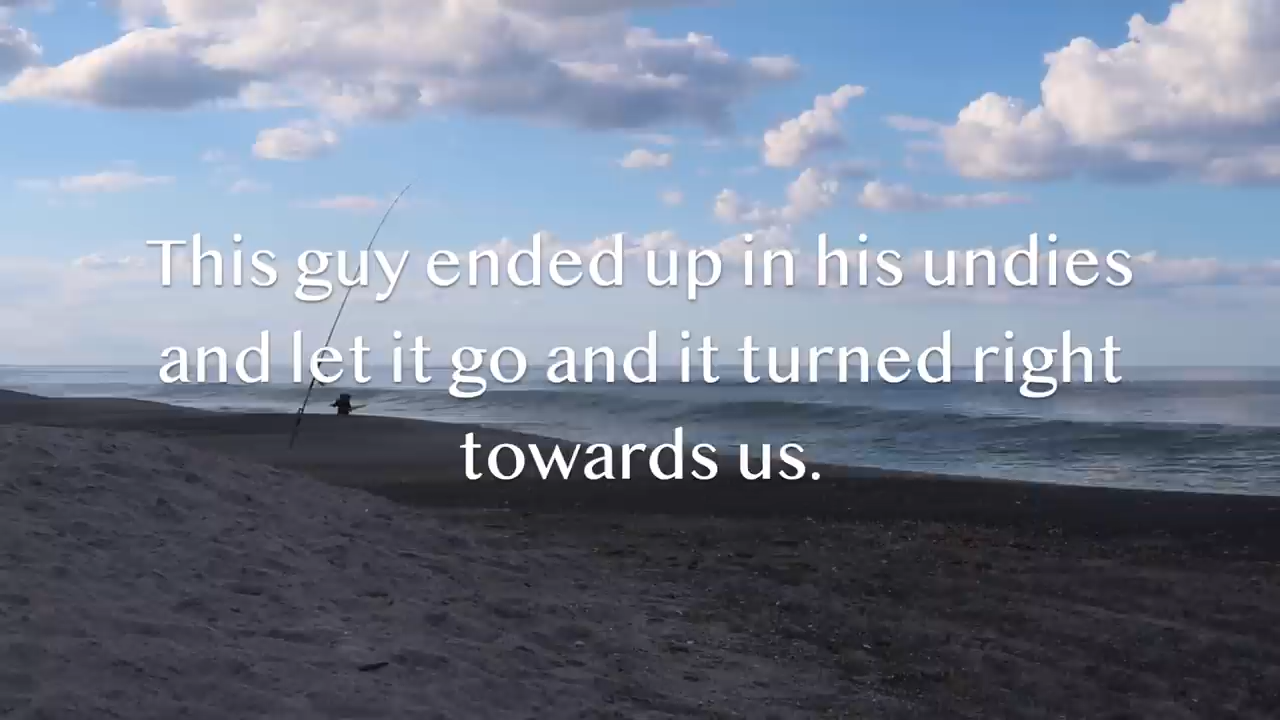 This guy ended up in his undies
and let it go and it turned right
towards us.